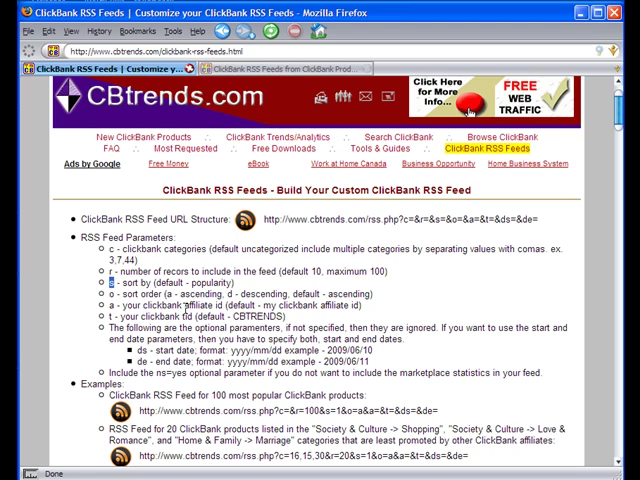 ClickBank RSS Feeds | Customize your ClickBank RSS Feeds - Mozilla Firefox
File Edit View History Bookmarks Tools Help
http://www.cbtrends.com/clickbank-rss-feeds.html
ClickBank RSS Feeds | Customize y...
ClickBank RSS Feeds from ClickBank Prod...
CBtrends.com
Click Here
for More
Info...
FREE
WEB
TRAFFIC
New ClickBank Products ClickBank Trends/Analytics Search ClickBank Browse ClickBank
FAQ Most Requested Free Downloads Tools & Guides ClickBank RSS Feeds
Ads by Google Free Money eBook Work at Home Canada Business Opportunity Home Business System
ClickBank RSS Feeds - Build Your Custom ClickBank RSS Feed
ClickBank RSS Feed URL Structure: http://www.cbtrends.com/rss.php?c=&r=&s=&o=&a=&t=&ds=&de=
RSS Feed Parameters:
c - clickbank categories (default uncategorized include multiple categories by separating values with comas. ex.
3,7,44)
r - number of recors to include in the feed (default 10, maximum 100)
s - sort by (default - popularity)
o - sort order (a - ascending, d - descending, default - ascending)
a - your clickbank affiliate id (default - my clickbank affiliate id)
t - your clickbank tid (default - CBTRENDS)
The following are the optional paramenters, if not specified, then they are ignored. If you want to use the start and
end date parameters, then you have to specify both, start and end dates.
ds - start date; format: yyyy/mm/dd example - 2009/06/10
de - end date; format: yyyy/mm/dd example - 2009/06/11
Include the ns=yes optional parameter if you do not want to include the marketplace statistics in your feed.
Examples:
ClickBank RSS Feed for 100 most popular ClickBank products:
http://www.cbtrends.com/rss.php?c=&r=100&s=1&o=a&a=&t=&ds=&de=
RSS Feed for 20 ClickBank products listed in the "Society & Culture -> Shopping", "Society & Culture -> Love &
Romance", and "Home & Family -> Marriage" categories that are least promoted by other ClickBank affiliates:
http://www.cbtrends.com/rss.php?c=16,15,30&r=20&s=1&o=a&a=&t=&ds=&de=
Done